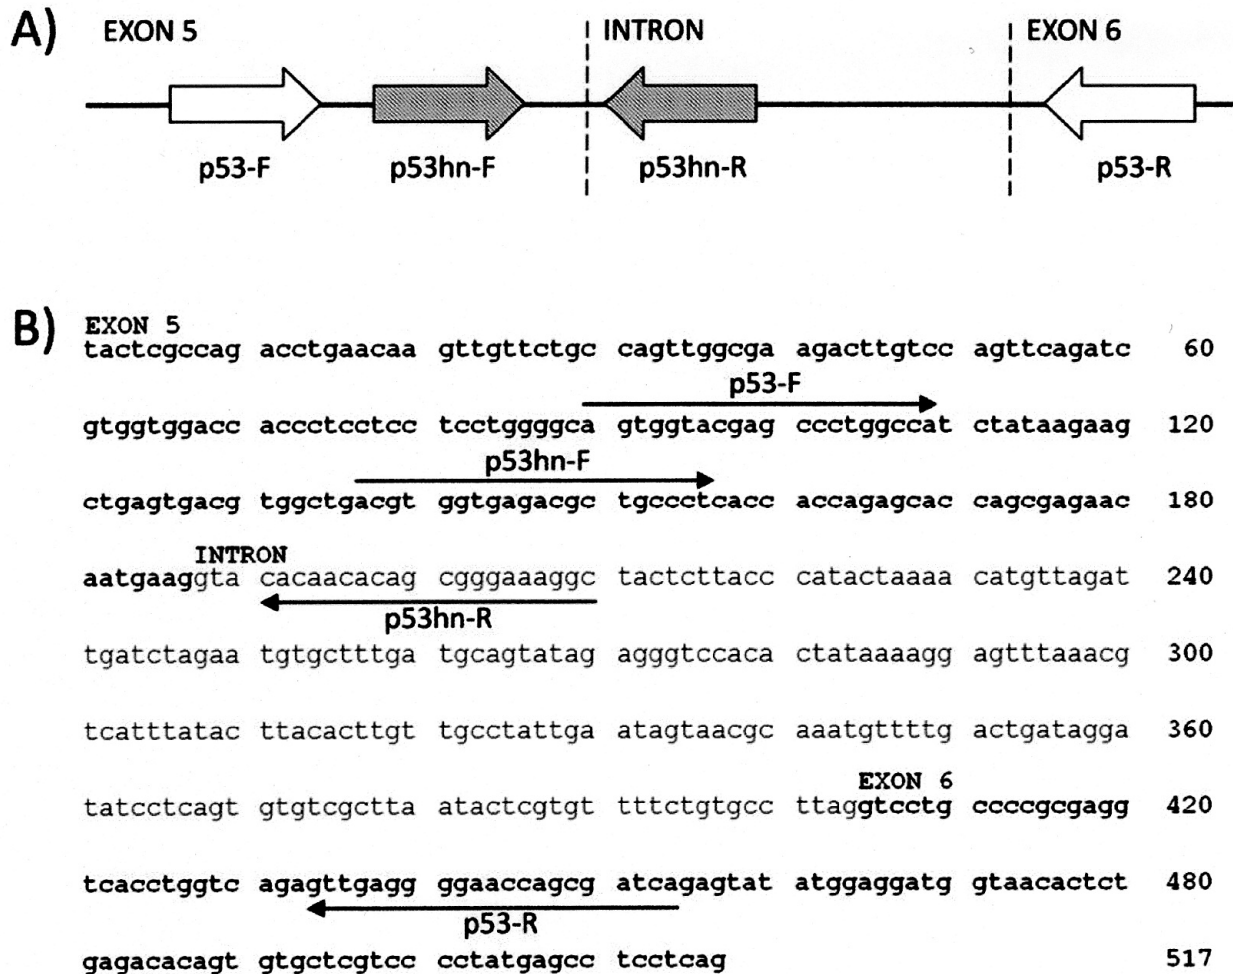 A) EXON 5 INTRON EXON 6
p53-F p53hn-F p53hn-R p53-R
B) EXON 5
tactcgccag acctgaacaa gttgttctgc cagttggcga agacttgtcc agttcagatc 60
p53-F
gtggtggacc accctcctcc tcctggggca gtggtacgag ccctggccat ctataagaag 120
p53hn-F
ctgagtgacg tggctgacgt ggtgagacgc tgccctcacc accagagcac cagcgagaac 180
INTRON
aatgaaggta cacaacacag cgggaaaggc tactcttacc catactaaaa catgttagat 240
p53hn-R
tgatctagaa tgtgctttga tgcagtatag agggtccaca ctataaaagg agtttaaacg 300
tcatttatac ttacacttgt tgcctattga atagtaacgc aaatgttttg actgatagga 360
EXON 6
tatcctcagt gtgtcgctta atactcgtgt tttctgtgcc ttaggtcctg ccccgcgagg 420
tcacctggtc agagttgagg ggaaccagcg atcagagtat atggaggatg gtaacactct 480
p53-R
gagacacagt gtgctcgtcc cctatgagcc tcctcag 517